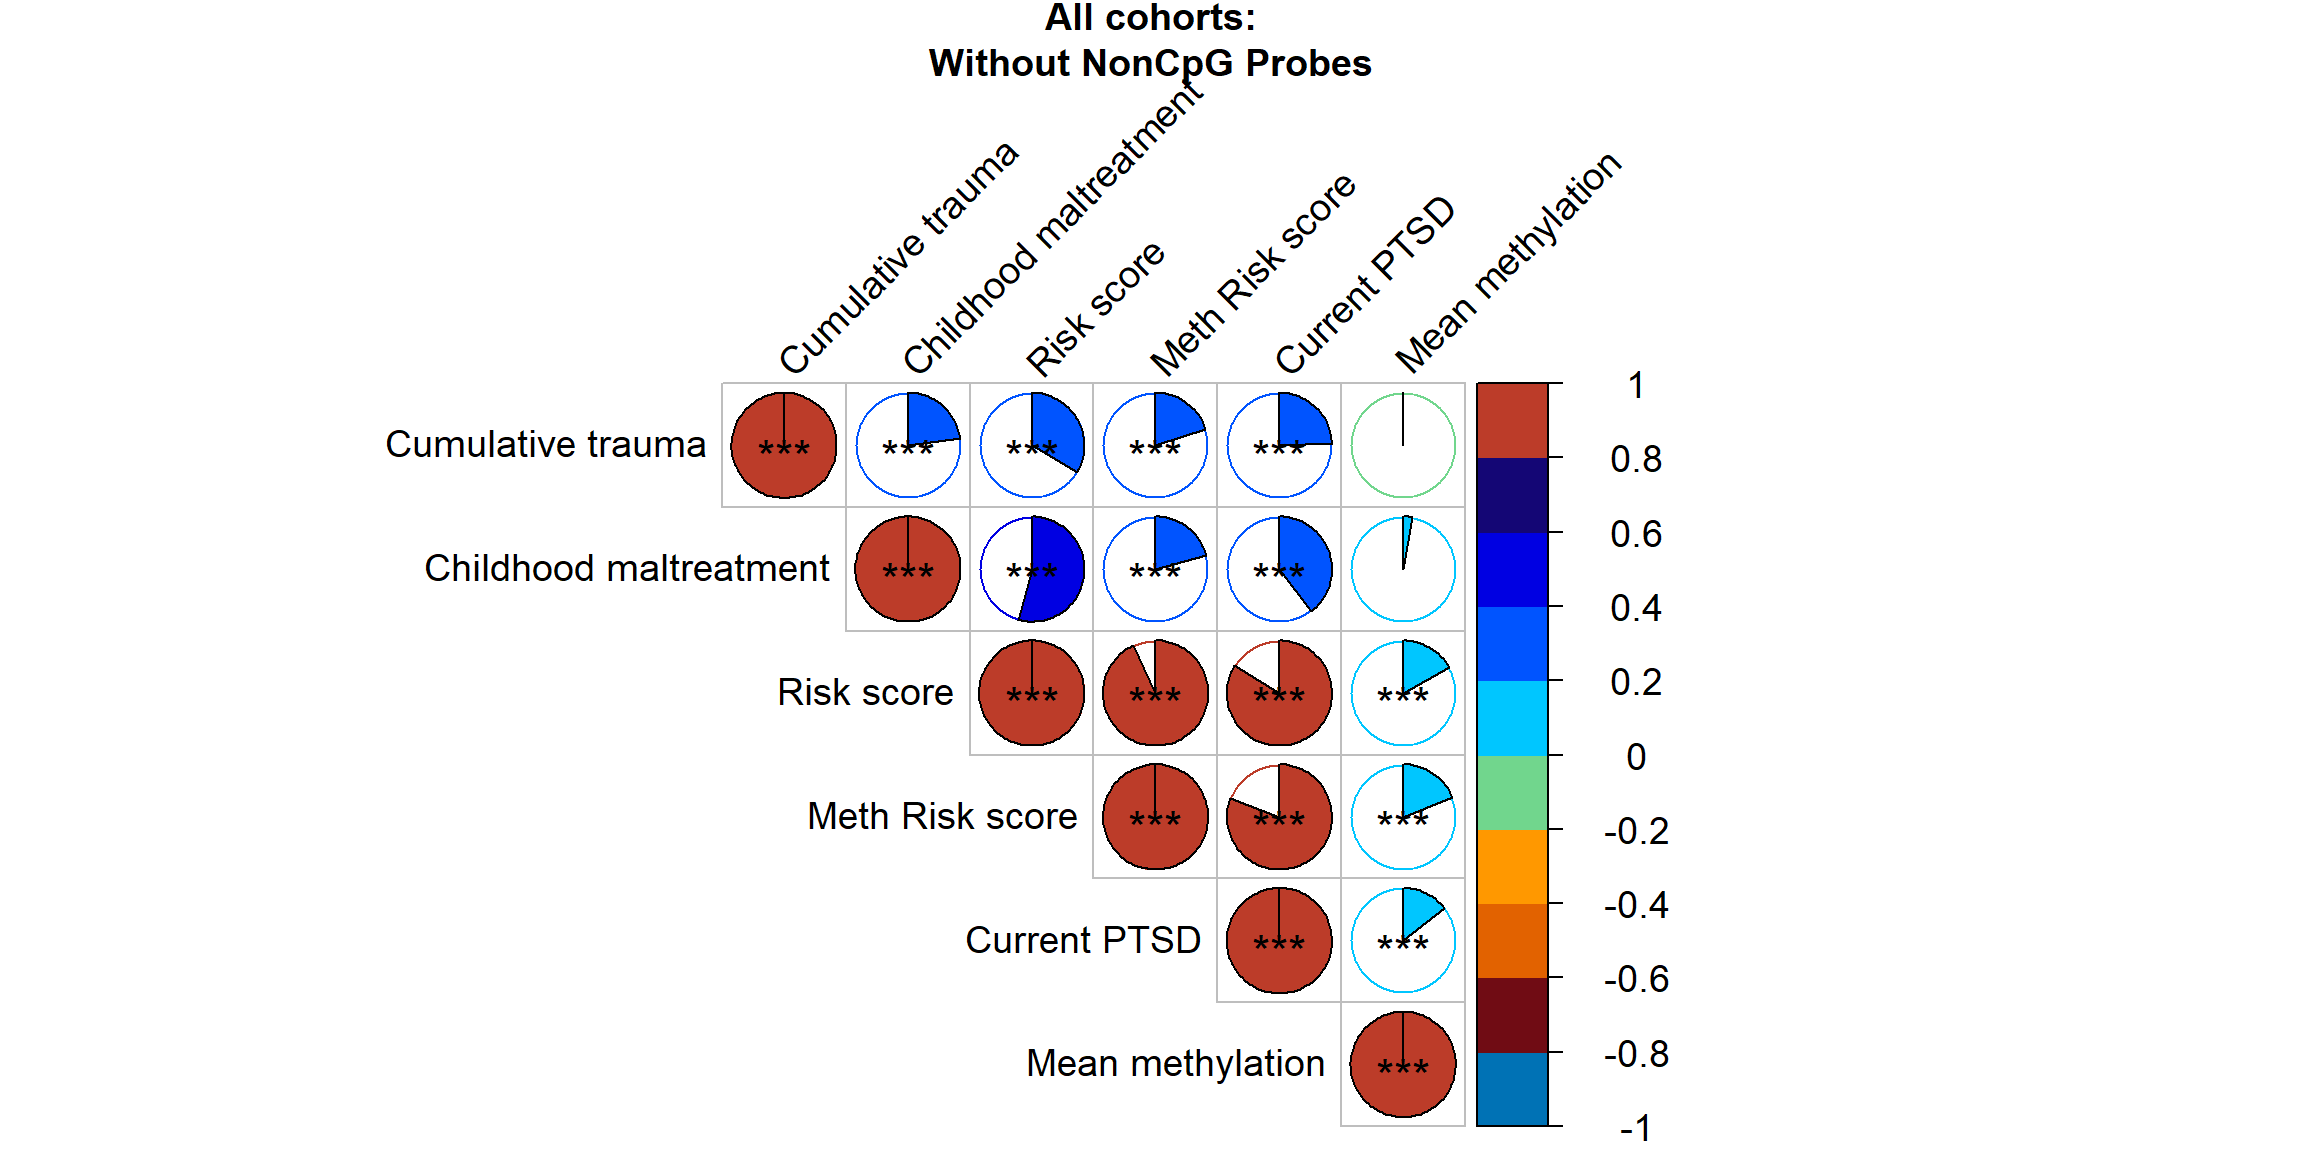 All cohorts:
Without NonCpG Probes
Cumulative trauma
Childhood maltreatment
Risk score
Meth Risk score
Current PTSD
Mean methylation
Cumulative trauma
*** *** *** *** ***
Childhood maltreatment
*** *** *** ***
Risk score
*** *** *** ***
Meth Risk score
*** *** ***
Current PTSD
*** ***
Mean methylation
***
1
0.8
0.6
0.4
0.2
0
-0.2
-0.4
-0.6
-0.8
-1